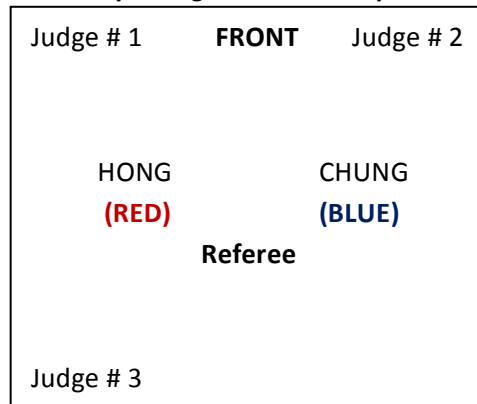 Judge # 1 FRONT Judge # 2
HONG CHUNG
(RED) (BLUE)
Referee
Judge # 3